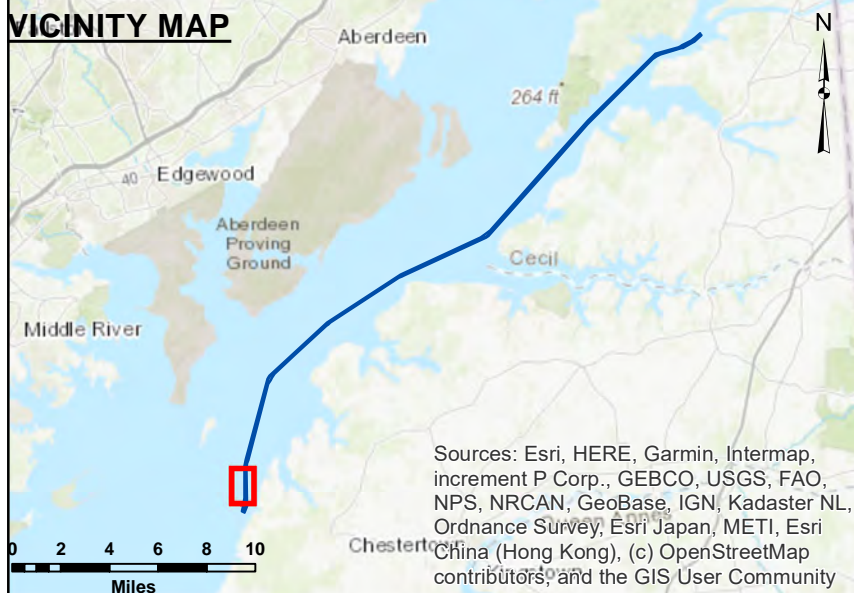 VICINITY MAP
Aberdeen
N
264 ft
40
Edgewood
Aberdeen
Proving
Ground
Cecil
Middle River
Sources: Esri, HERE, Garmin, Intermap,
increment P Corp., GEBCO, USGS, FAO,
NPS, NRCAN, GeoBase, IGN, Kadaster NL,
Queen Annes
Ordnance Survey, Esri Japan, METI, Esri
Chestertown
China (Hong Kong), (c) OpenStreetMap
contributors, and the GIS User Community
0 2 4 6 8 10
Miles